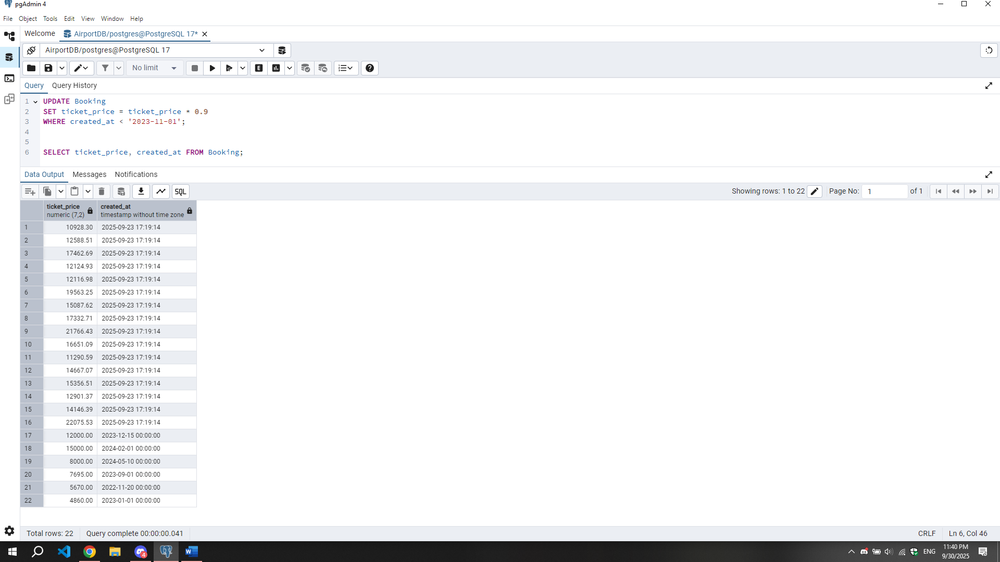 pgAdmin 4
File Object Tools Edit View Window Help
Welcome AirportDB/postgres@PostgreSQL 17*
AirportDB/postgres@PostgreSQL 17
No limit
Query Query History
1 UPDATE Booking
2 SET ticket_price = ticket_price * 0.9
3 WHERE created_at < '2023-11-01';
4
5
6 SELECT ticket_price, created_at FROM Booking;
Data Output Messages Notifications
SQL Showing rows: 1 to 22 Page No: 1 of 1
ticket_price created_at
numeric (7,2) timestamp without time zone
1 10928.30 2025-09-23 17:19:14
2 12588.51 2025-09-23 17:19:14
3 17462.69 2025-09-23 17:19:14
4 12124.93 2025-09-23 17:19:14
5 12116.98 2025-09-23 17:19:14
6 19563.25 2025-09-23 17:19:14
7 15087.62 2025-09-23 17:19:14
8 17332.71 2025-09-23 17:19:14
9 21766.43 2025-09-23 17:19:14
10 16651.09 2025-09-23 17:19:14
11 11290.59 2025-09-23 17:19:14
12 14667.07 2025-09-23 17:19:14
13 15356.51 2025-09-23 17:19:14
14 12901.37 2025-09-23 17:19:14
15 14146.39 2025-09-23 17:19:14
16 22075.53 2025-09-23 17:19:14
17 12000.00 2023-12-15 00:00:00
18 15000.00 2024-02-01 00:00:00
19 8000.00 2024-05-10 00:00:00
20 7695.00 2023-09-01 00:00:00
21 5670.00 2022-11-20 00:00:00
22 4860.00 2023-01-01 00:00:00
Total rows: 22 Query complete 00:00:00.041 CRLF Ln 6, Col 46
4 ENG 11:40 PM
9/30/2025